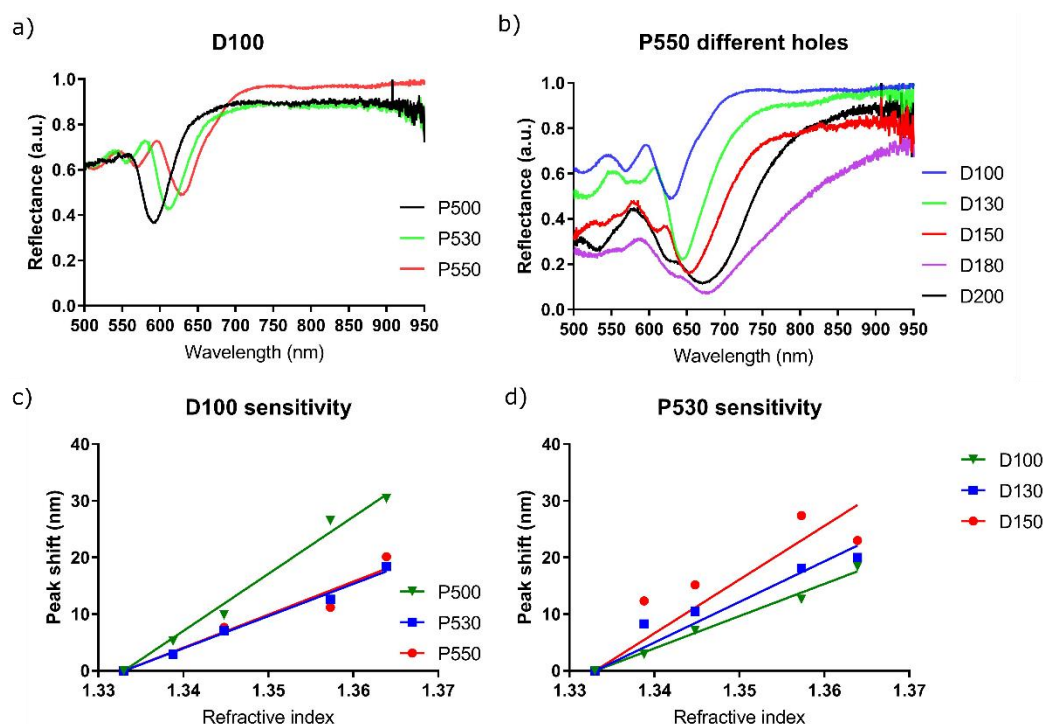 a)
D100
Reflectance (a.u.)
1.0
0.8
0.6
0.4
0.2
0.0
500 550 600 650 700 750 800 850 900 950
Wavelength (nm)
P500
P530
P550
b)
P550 different holes
Reflectance (a.u.)
1.0
0.8
0.6
0.4
0.2
0.0
500 550 600 650 700 750 800 850 900 950
Wavelength (nm)
D100
D130
D150
D180
D200
c)
D100 sensitivity
Peak shift (nm)
40
30
20
10
0
1.33 1.34 1.35 1.36 1.37
Refractive index
P500
P530
P550
d)
P530 sensitivity
Peak shift (nm)
40
30
20
10
0
1.33 1.34 1.35 1.36 1.37
Refractive index
D100
D130
D150